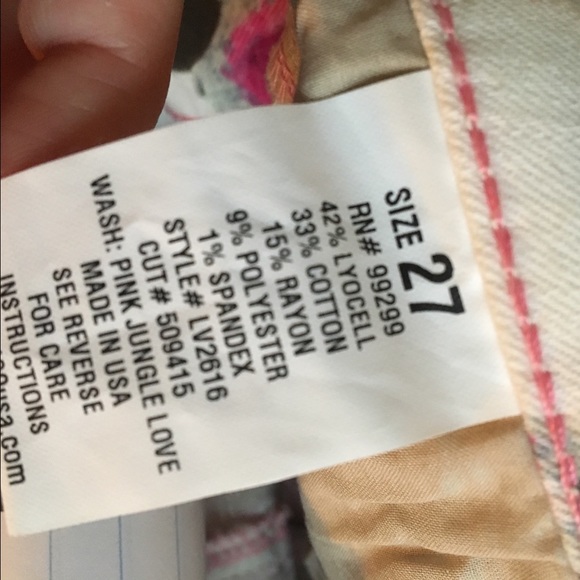 SIZE 27
RN# 99299
42% LYOCELL
33% COTTON
15% RAYON
9% POLYESTER
1% SPANDEX
STYLE# LV2616
CUT# 509415
WASH: PINK JUNGLE LOVE
MADE IN USA
SEE REVERSE
FOR CARE
INSTRUCTIONS